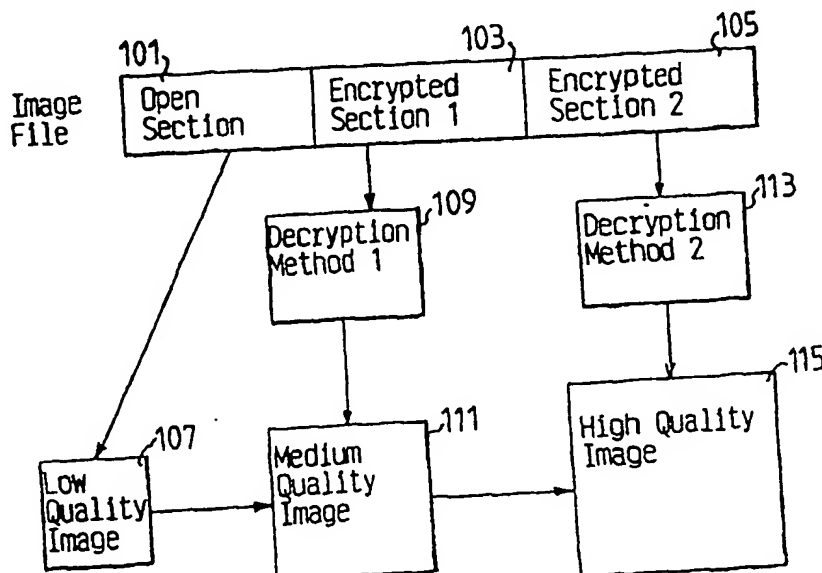 101
103
105
Image
File
Open
Section
Encrypted
Section 1
Encrypted
Section 2
109
Decryption
Method 1
113
Decryption
Method 2
107
Low
Quality
Image
111
Medium
Quality
Image
115
High Quality
Image